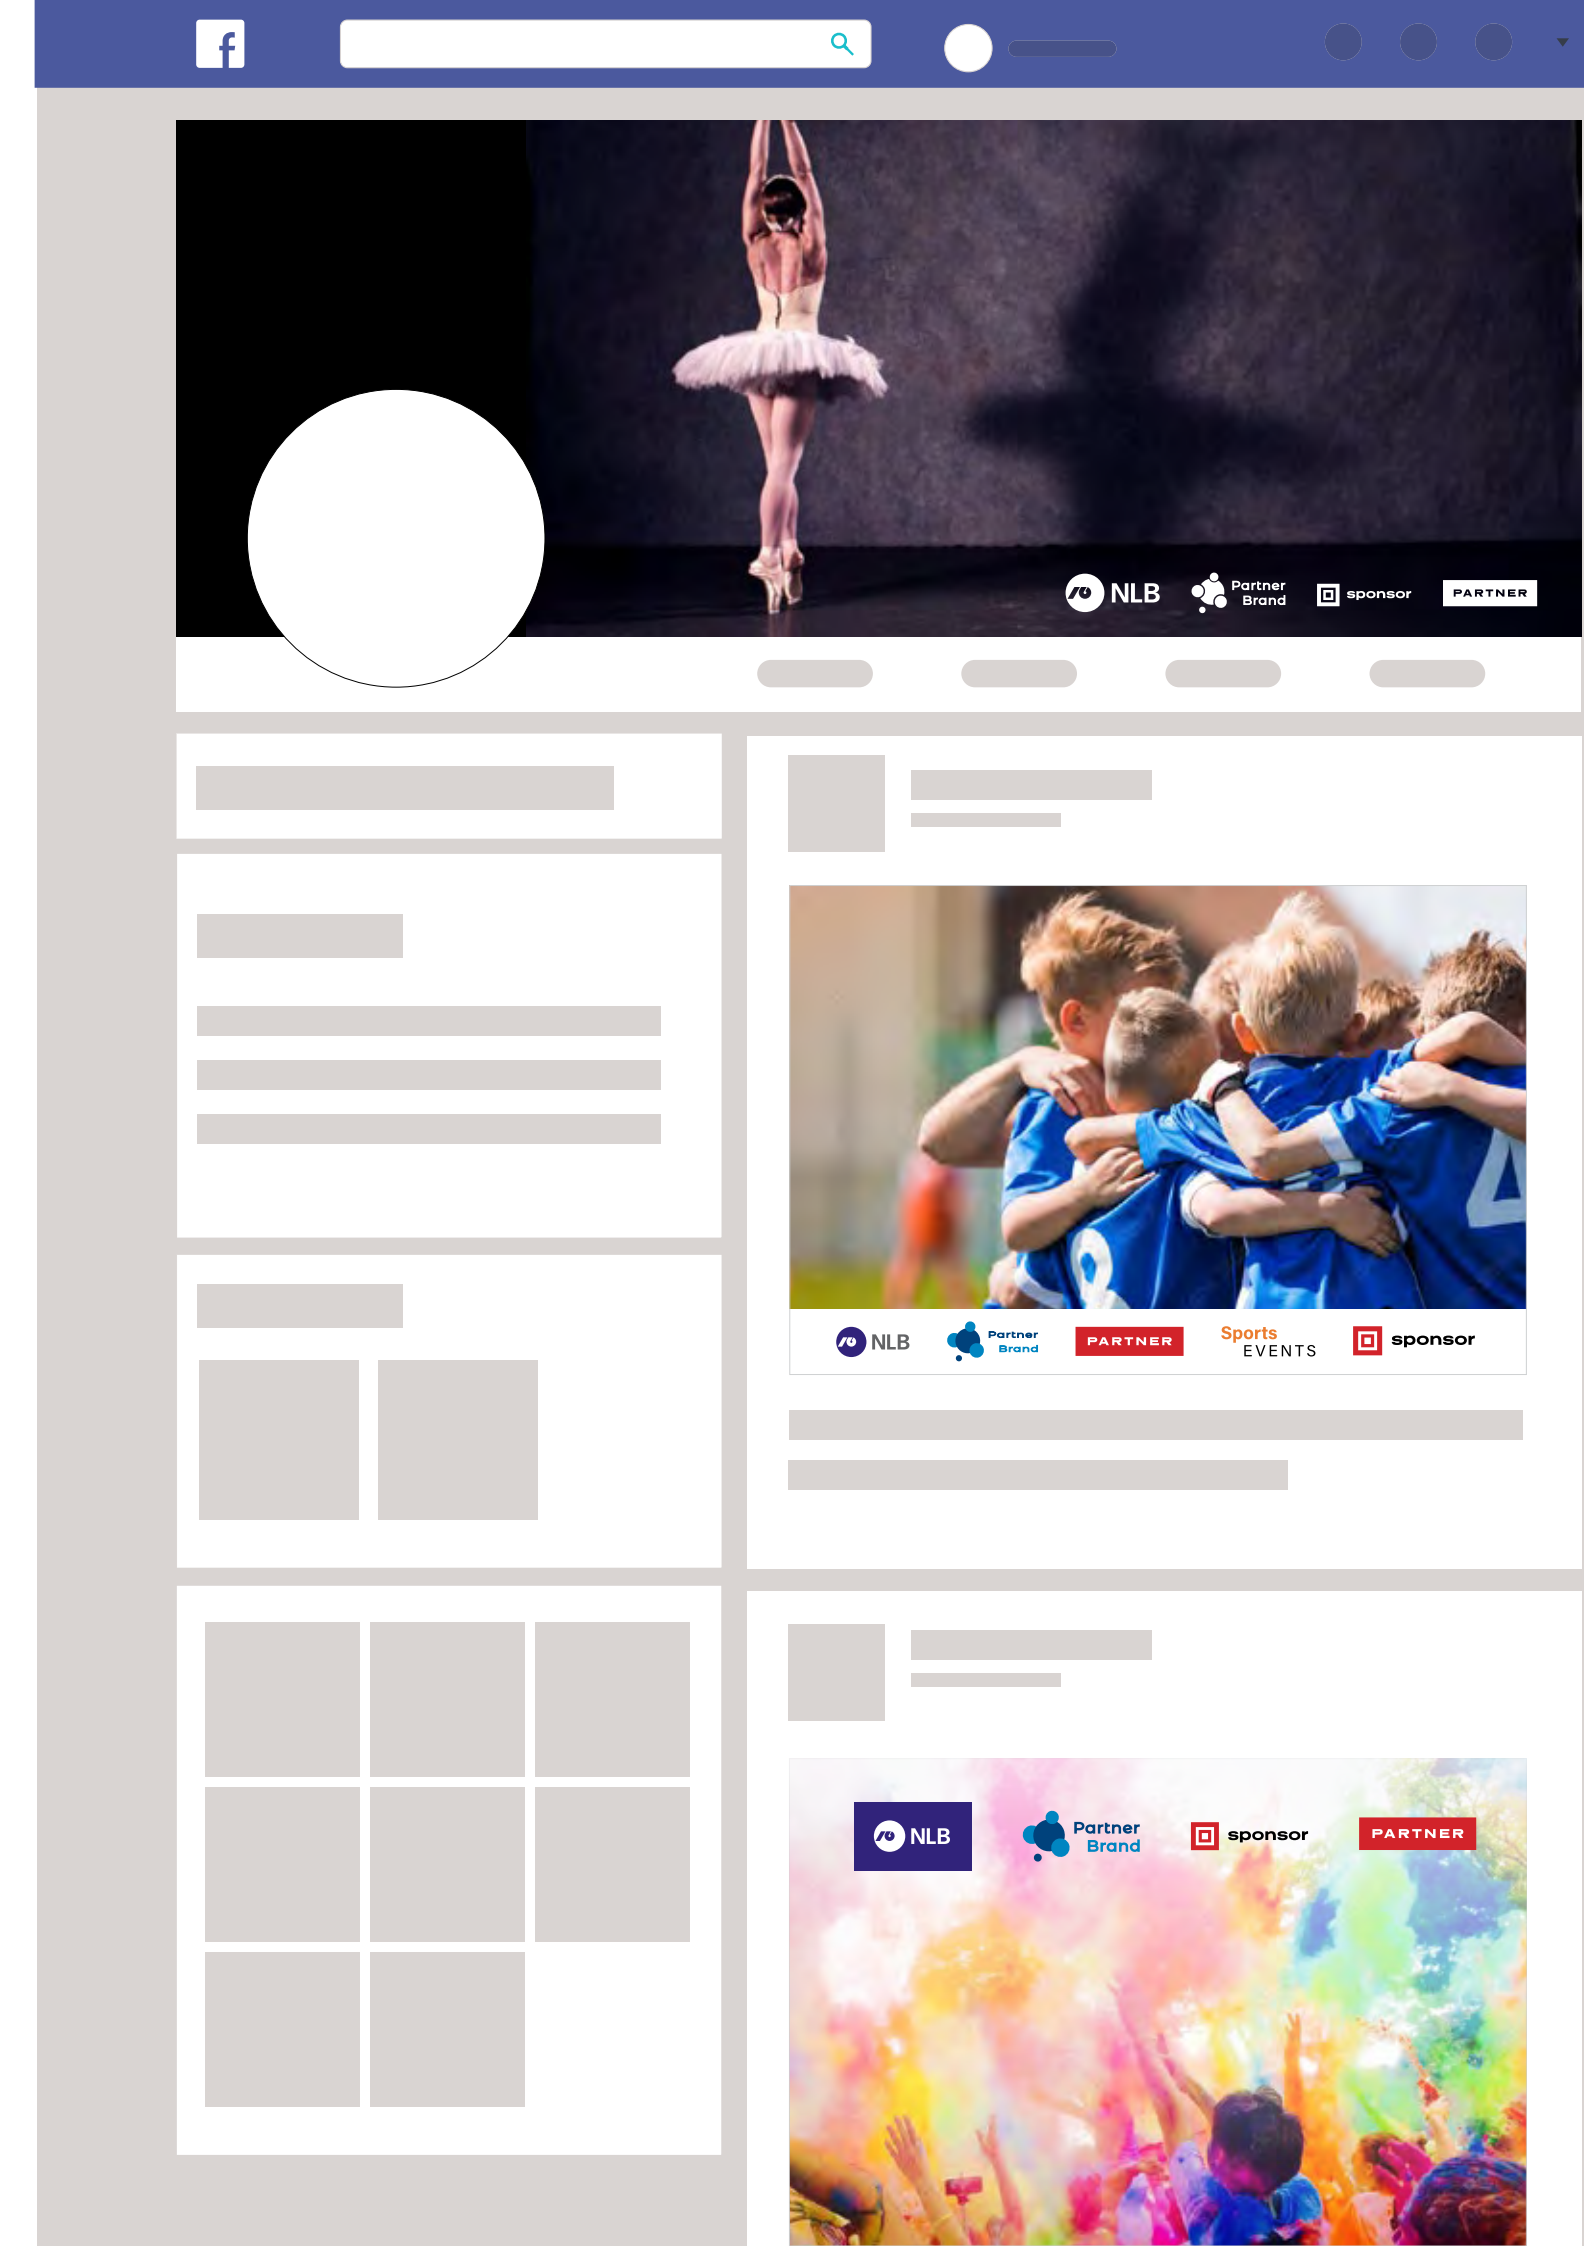 NLB
Partner
Brand
sponsor
PARTNER
NLB
Partner
Brand
PARTNER
Sports
EVENTS
sponsor
NLB
Partner
Brand
sponsor
PARTNER